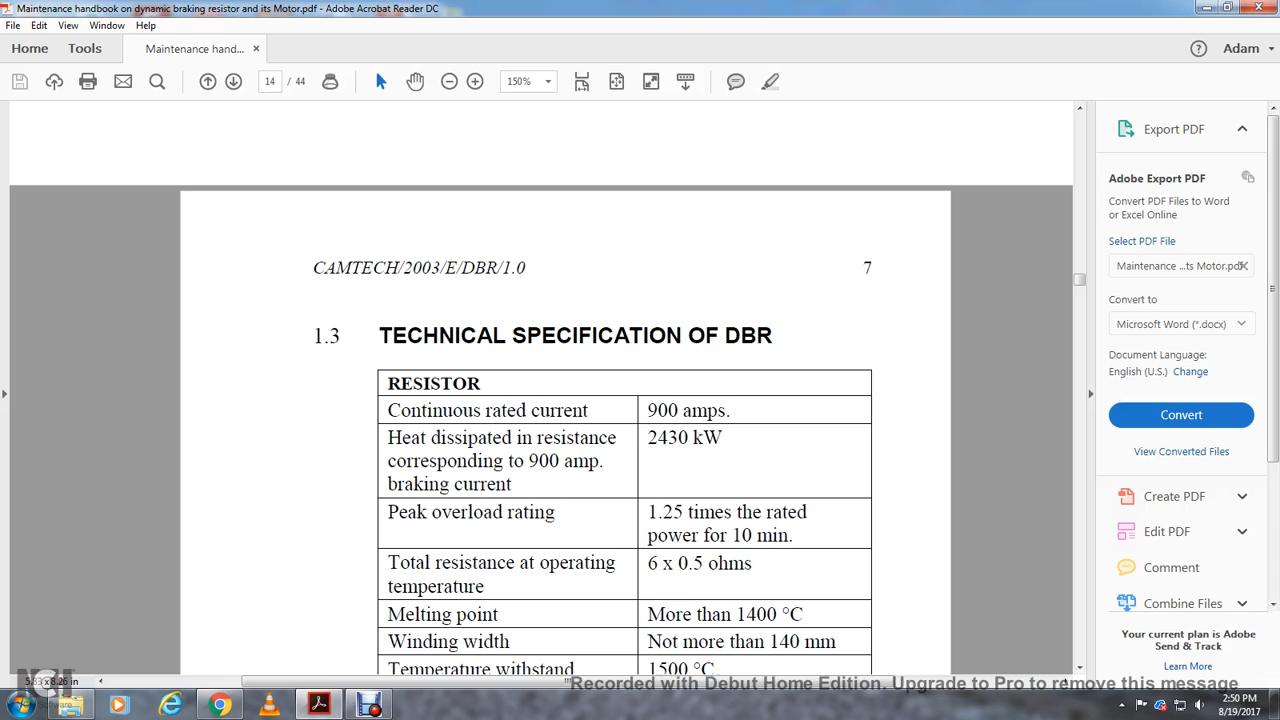 Maintenance handbook on dynamic braking resistor and its Motor.pdf - Adobe Acrobat Reader DC
File Edit View Window Help
Home Tools Maintenance hand... × Adam
14 / 44 150%
Export PDF
Adobe Export PDF
Convert PDF Files to Word
or Excel Online
Select PDF File
Maintenance ...ts Motor.pdf
Convert to
Microsoft Word (*.docx)
Document Language:
English (U.S.) Change
Convert
View Converted Files
Create PDF
Edit PDF
Comment
Combine Files
Your current plan is Adobe
Send & Track
Learn More
CAMTECH/2003/E/DBR/1.0 7
1.3 TECHNICAL SPECIFICATION OF DBR
RESISTOR
Continuous rated current 900 amps.
Heat dissipated in resistance 2430 kW
corresponding to 900 amp.
braking current
Peak overload rating 1.25 times the rated
power for 10 min.
Total resistance at operating 6 x 0.5 ohms
temperature
Melting point More than 1400 °C
Winding width Not more than 140 mm
Temperature withstand 1500 °C
"Recorded with Debut Home Edition. Upgrade to Pro to remove this message
NCH
Software
2:50 PM
8/19/2017